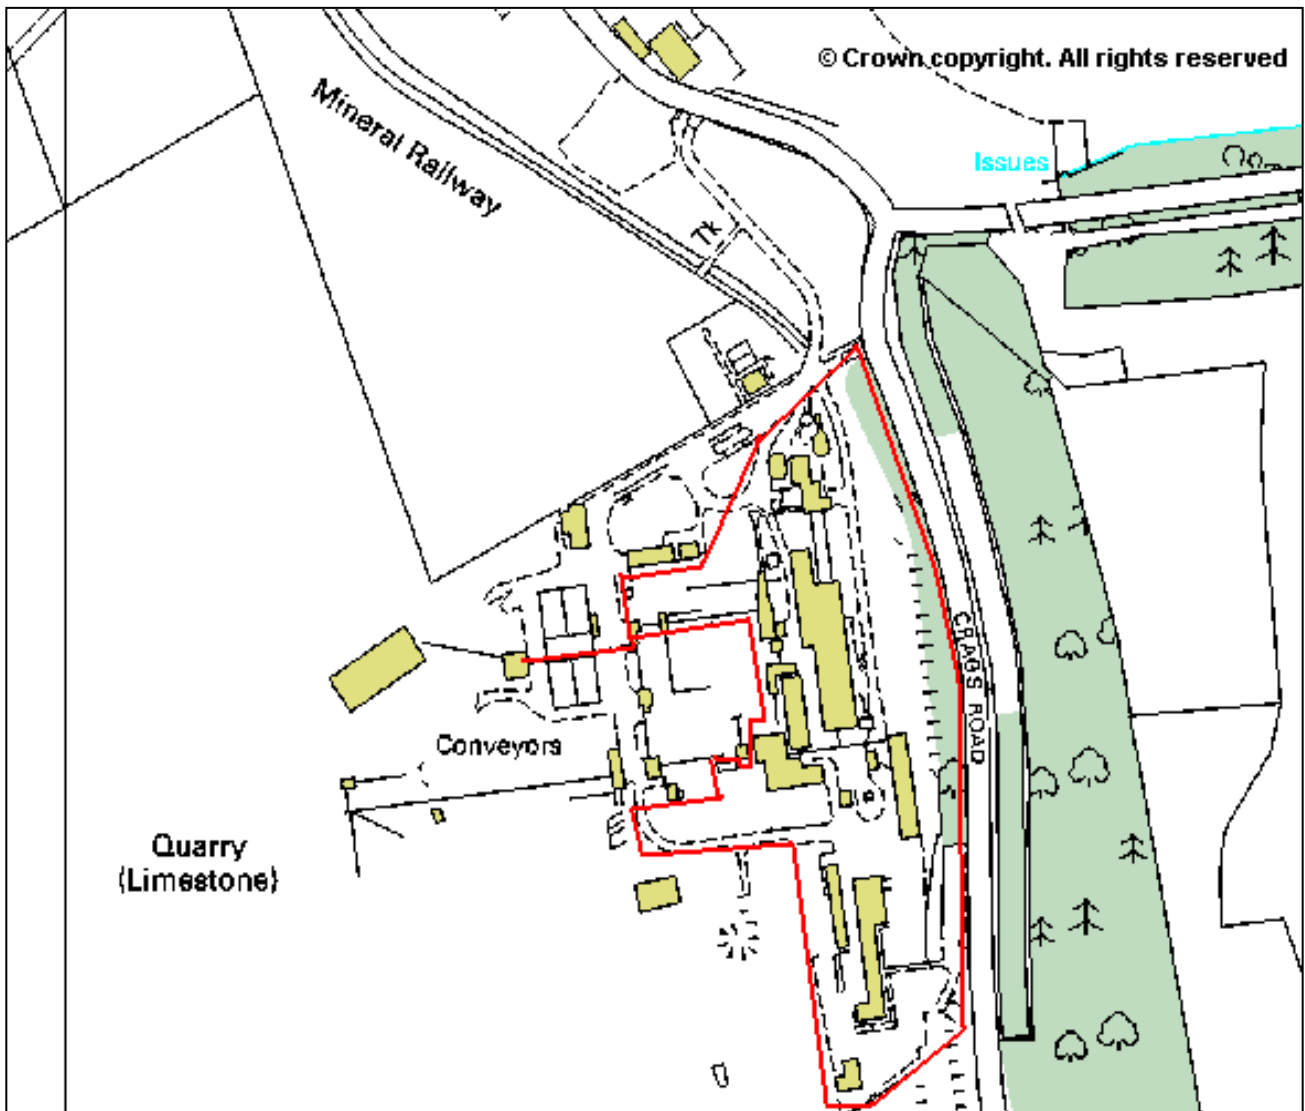 © Crown copyright. All rights reserved
Mineral Railway
Issues
Tk
CRAGS ROAD
Conveyors
Quarry
(Limestone)